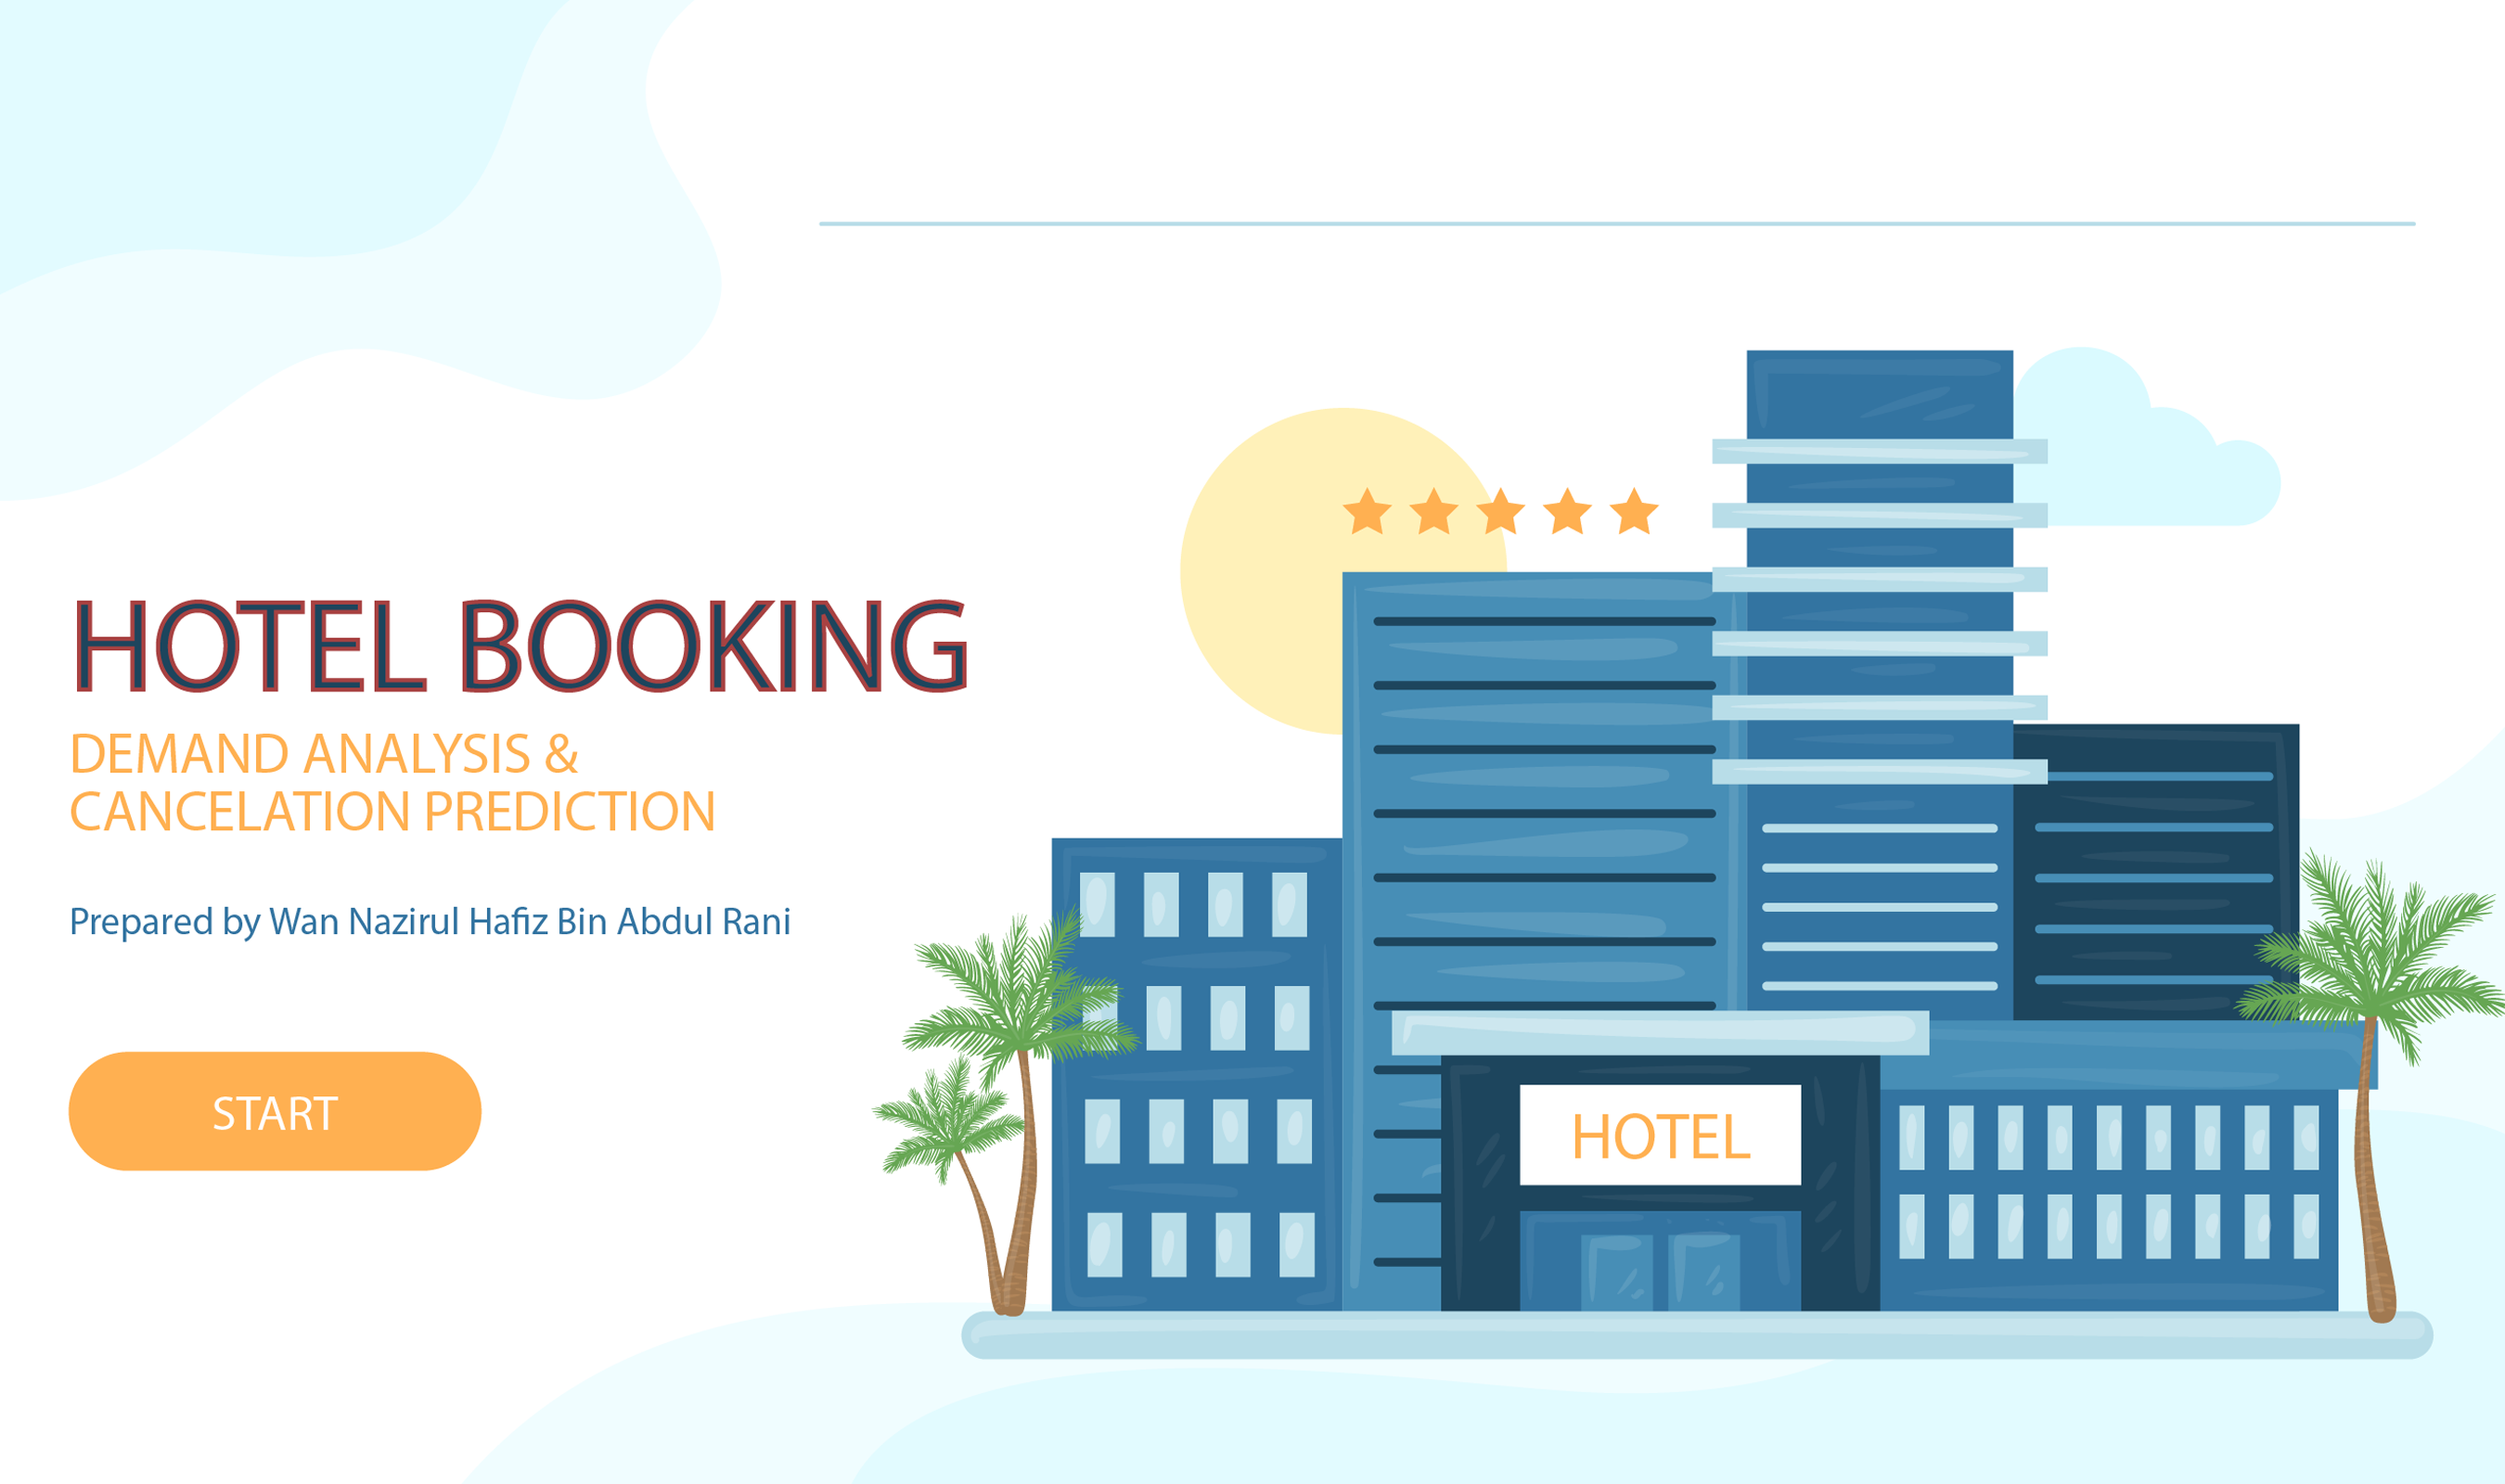 HOTEL BOOKING
DEMAND ANALYSIS &
CANCELATION PREDICTION
Prepared by Wan Nazirul Hafiz Bin Abdul Rani
START
HOTEL